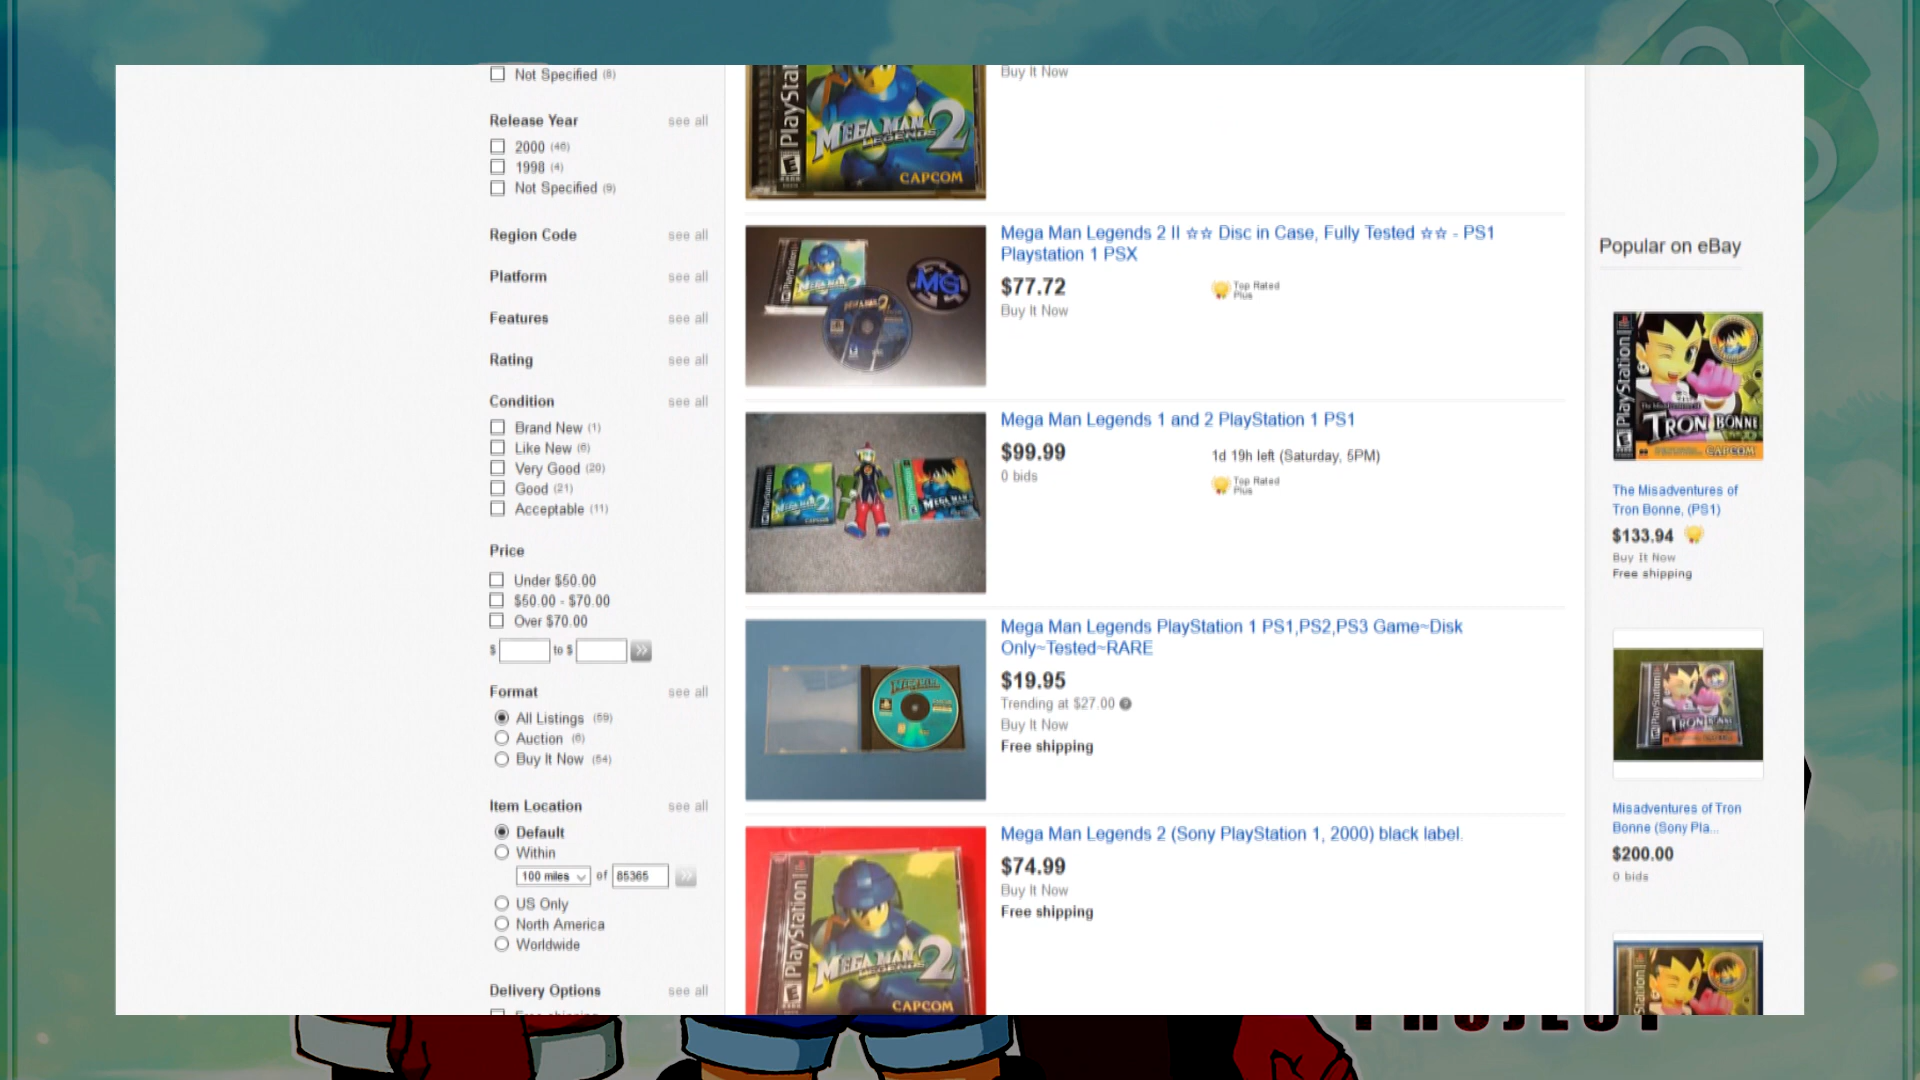 Not Specified (8)
Release Year see all
2000 (46)
1998 (4)
Not Specified (9)
Region Code see all
Platform see all
Features see all
Rating see all
Condition see all
Brand New (1)
Like New (6)
Very Good (20)
Good (21)
Acceptable (11)
Price
Under $50.00
$50.00 - $70.00
Over $70.00
$ to $
Format see all
All Listings (59)
Auction (6)
Buy It Now (54)
Item Location see all
Default
Within
100 miles of 85365
US Only
North America
Worldwide
Delivery Options see all
Buy It Now
PlayStat
MEGA MAN
LEGENDS 2
CAPCOM
Mega Man Legends 2 II ☆☆ Disc in Case, Fully Tested ☆☆ - PS1
Playstation 1 PSX
$77.72
Top Rated
Plus
Buy It Now
MG
Mega Man Legends 1 and 2 PlayStation 1 PS1
$99.99
1d 19h left (Saturday, 5PM)
0 bids
Top Rated
Plus
Mega Man Legends PlayStation 1 PS1,PS2,PS3 Game~Disk
Only~Tested~RARE
$19.95
Trending at $27.00
Buy It Now
Free shipping
Mega Man Legends 2 (Sony PlayStation 1, 2000) black label.
$74.99
Buy It Now
Free shipping
PlayStation
MEGA MAN
LEGENDS 2
CAPCOM
Popular on eBay
PlayStation
TRON BONNE
CAPCOM
The Misadventures of
Tron Bonne, (PS1)
$133.94
Buy It Now
Free shipping
PlayStation
TRON BONNE
Misadventures of Tron
Bonne (Sony Pla...
$200.00
0 bids
Station
PROJECT